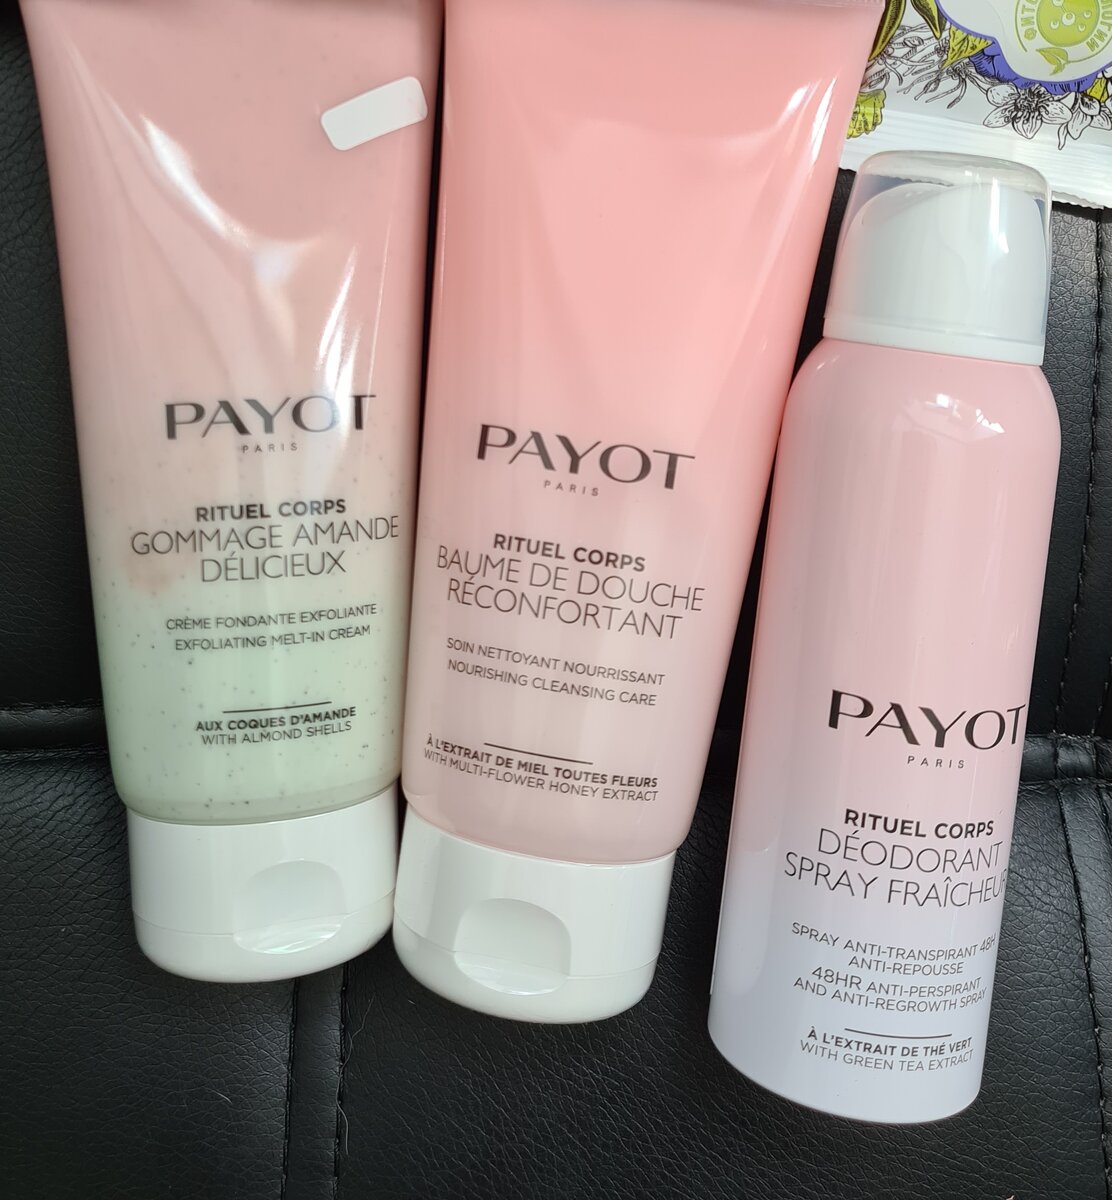 PAYOT
PARIS
RITUEL CORPS
GOMMAGE AMANDE
DÉLICIEUX
CRÈME FONDANTE EXFOLIANTE
EXFOLIATING MELT-IN CREAM
AUX COQUES D'AMANDE
WITH ALMOND SHELLS
PAYOT
PARIS
RITUEL CORPS
BAUME DE DOUCHE
RÉCONFORTANT
SOIN NETTOYANT NOURRISSANT
NOURISHING CLEANSING CARE
À L'EXTRAIT DE MIEL TOUTES FLEURS
WITH MULTI-FLOWER HONEY EXTRACT
PAYOT
PARIS
RITUEL CORPS
DÉODORANT
SPRAY FRAÎCHEUR
SPRAY ANTI-TRANSPIRANT 48H
ANTI-REPOUSSE
48HR ANTI-PERSPIRANT
AND ANTI-REGROWTH SPRAY
À L'EXTRAIT DE THÉ VERT
WITH GREEN TEA EXTRACT